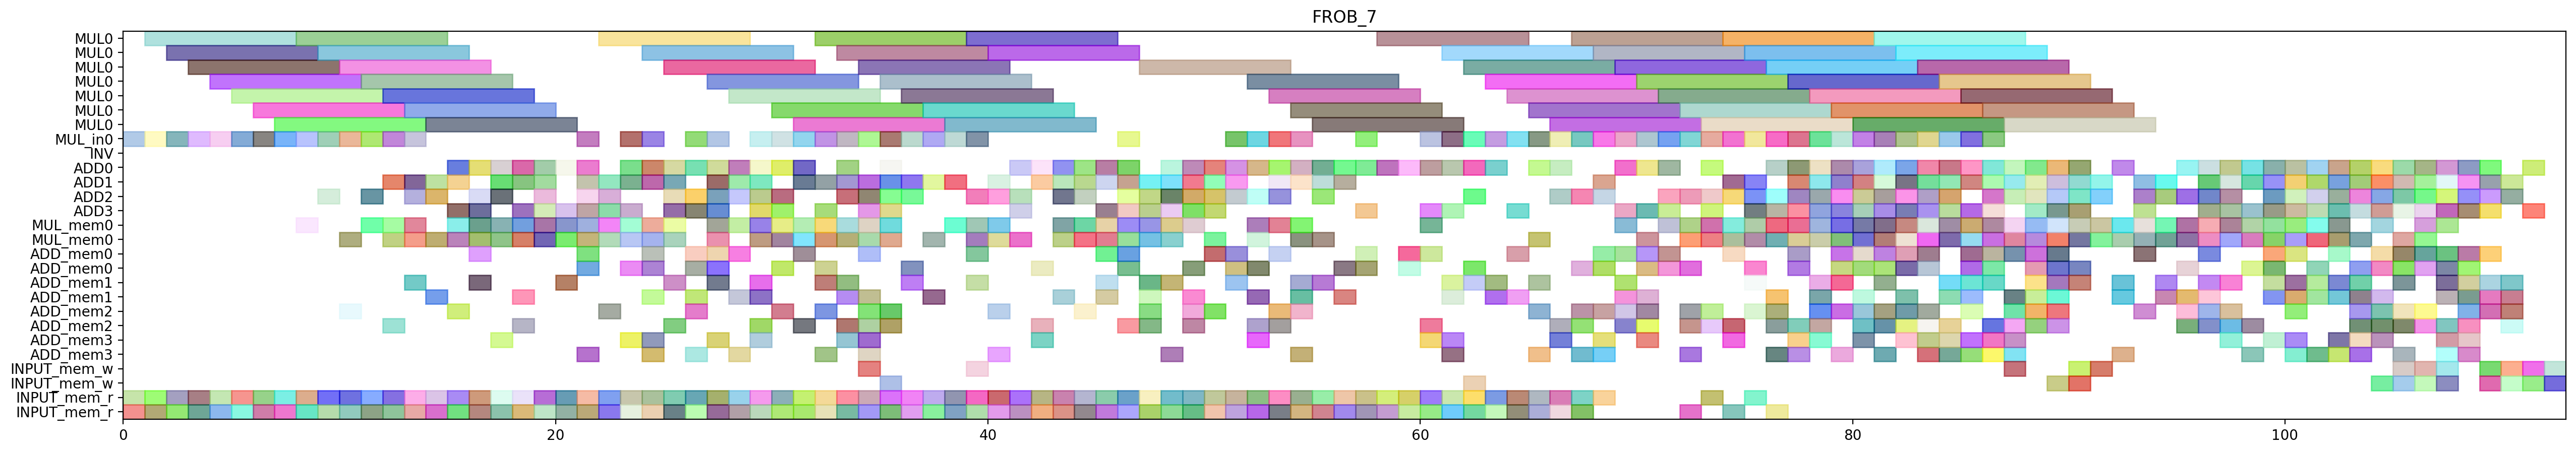 FROB_7
MUL0
MUL0
MUL0
MUL0
MUL0
MUL0
MUL0
MUL_in0
INV
ADD0
ADD1
ADD2
ADD3
MUL_mem0
MUL_mem0
ADD_mem0
ADD_mem0
ADD_mem1
ADD_mem1
ADD_mem2
ADD_mem2
ADD_mem3
ADD_mem3
INPUT_mem_w
INPUT_mem_w
INPUT_mem_r
INPUT_mem_r
0 20 40 60 80 100